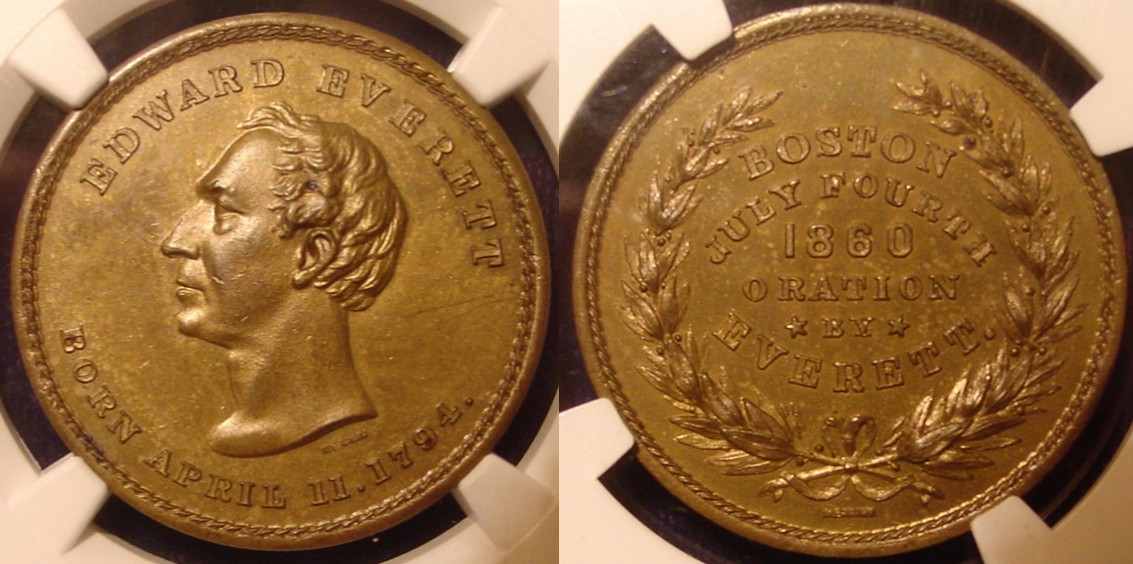 EDWARD EVERETT
BORN APRIL 11. 1794.
BOSTON
JULY FOURTH
1860
ORATION
★ BY ★
EVERETT.